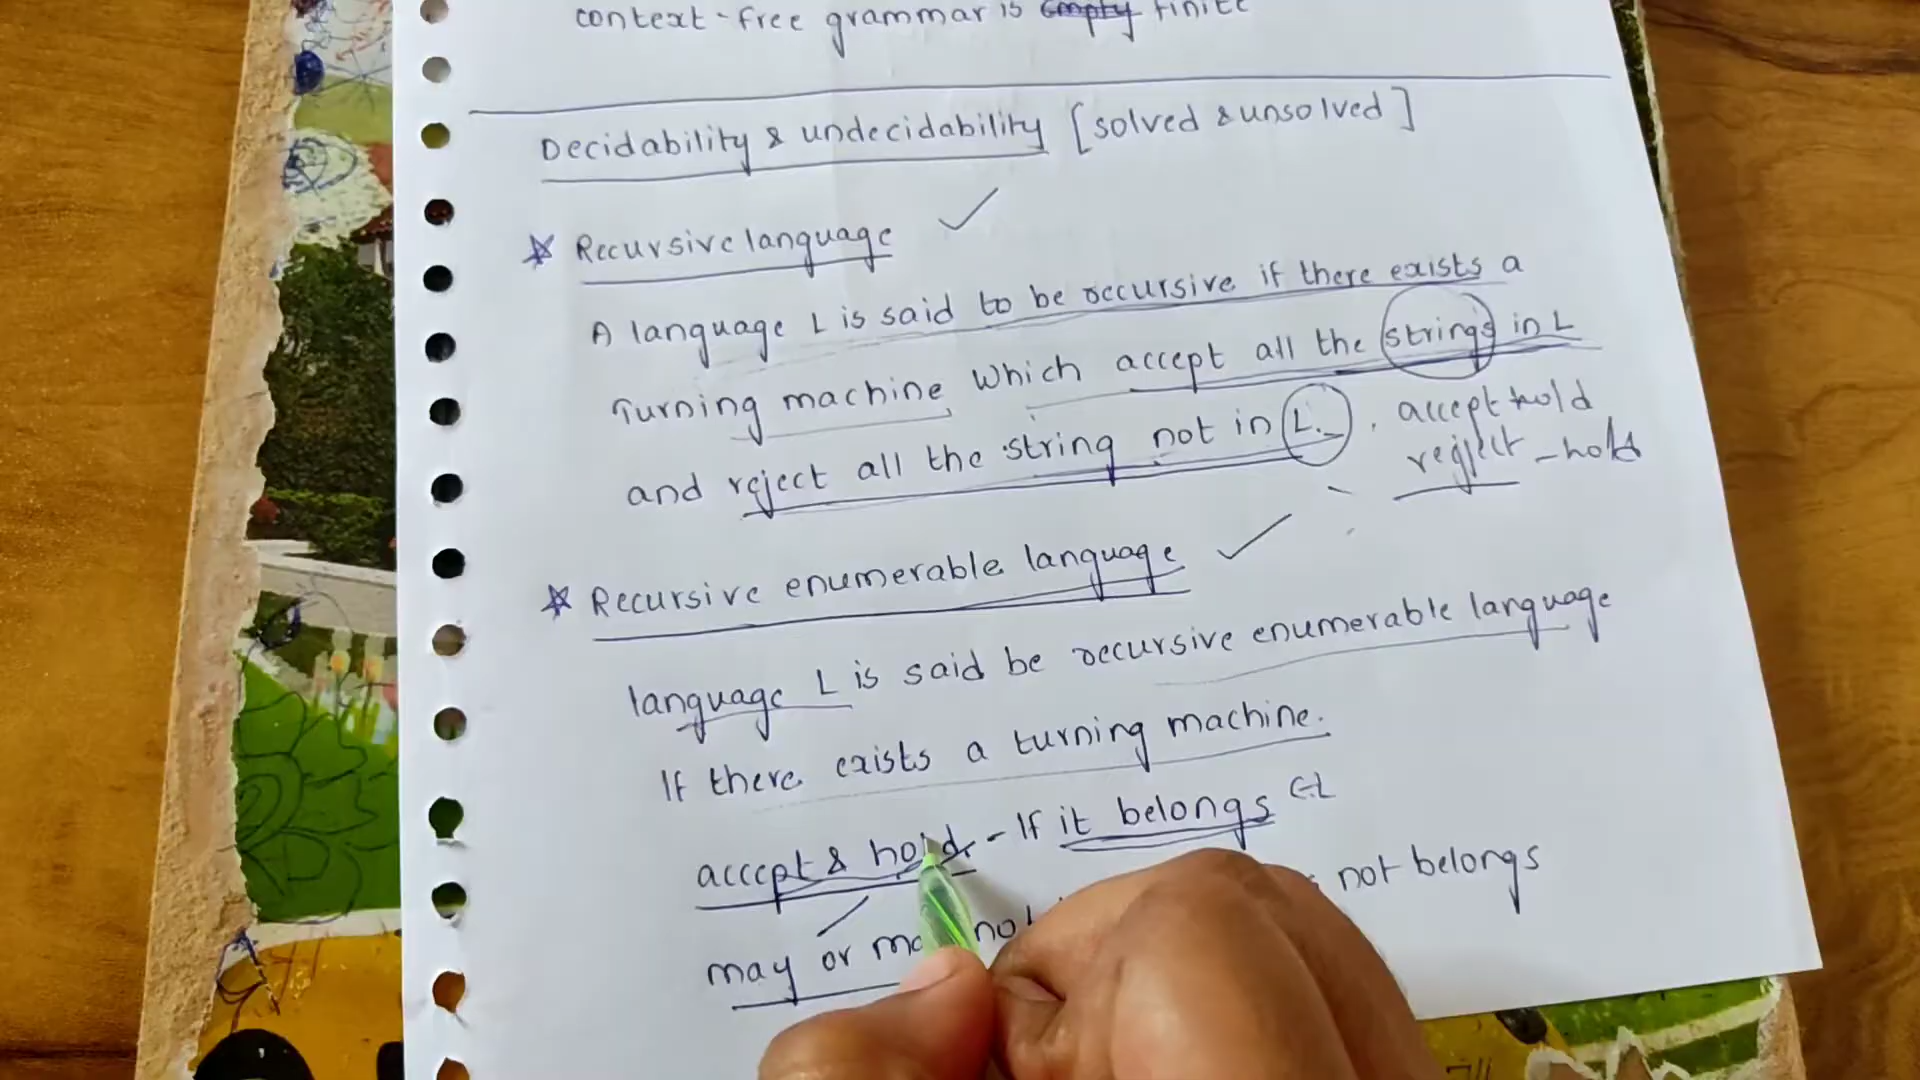 context-free grammar is empty finite
Decidability & undecidability [solved & unsolved]
Recursive language
A language L is said to be recursive if there exists a
Turning machine which accept all the strings in L
and reject all the string not in L.
accept hold
regject - hold
Recursive enumerable language
language L is said be recursive enumerable language
If there exists a turning machine.
accept & hold - If it belongs ∈L
may or ma no not belongs